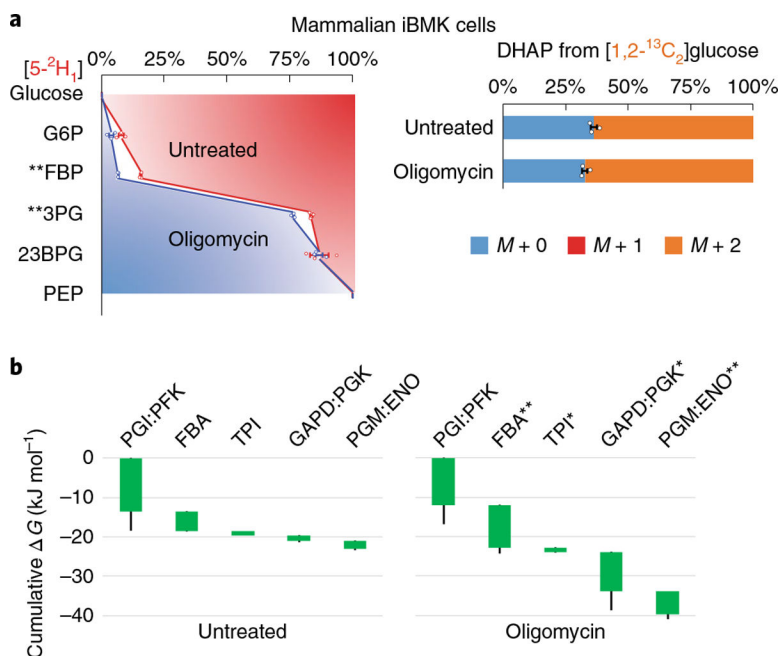 a
Mammalian iBMK cells
0% 25% 50% 75% 100%
[5-²H₁]
Glucose
G6P
**FBP
**3PG
23BPG
PEP
Untreated
Oligomycin
DHAP from [1,2-¹³C₂]glucose
0% 25% 50% 75% 100%
Untreated
Oligomycin
M + 0 M + 1 M + 2
b
PGI:PFK FBA TPI GAPD:PGK PGM:ENO
PGI:PFK FBA** TPI* GAPD:PGK* PGM:ENO**
Cumulative ΔG (kJ mol⁻¹)
0
–10
–20
–30
–40
Untreated
Oligomycin